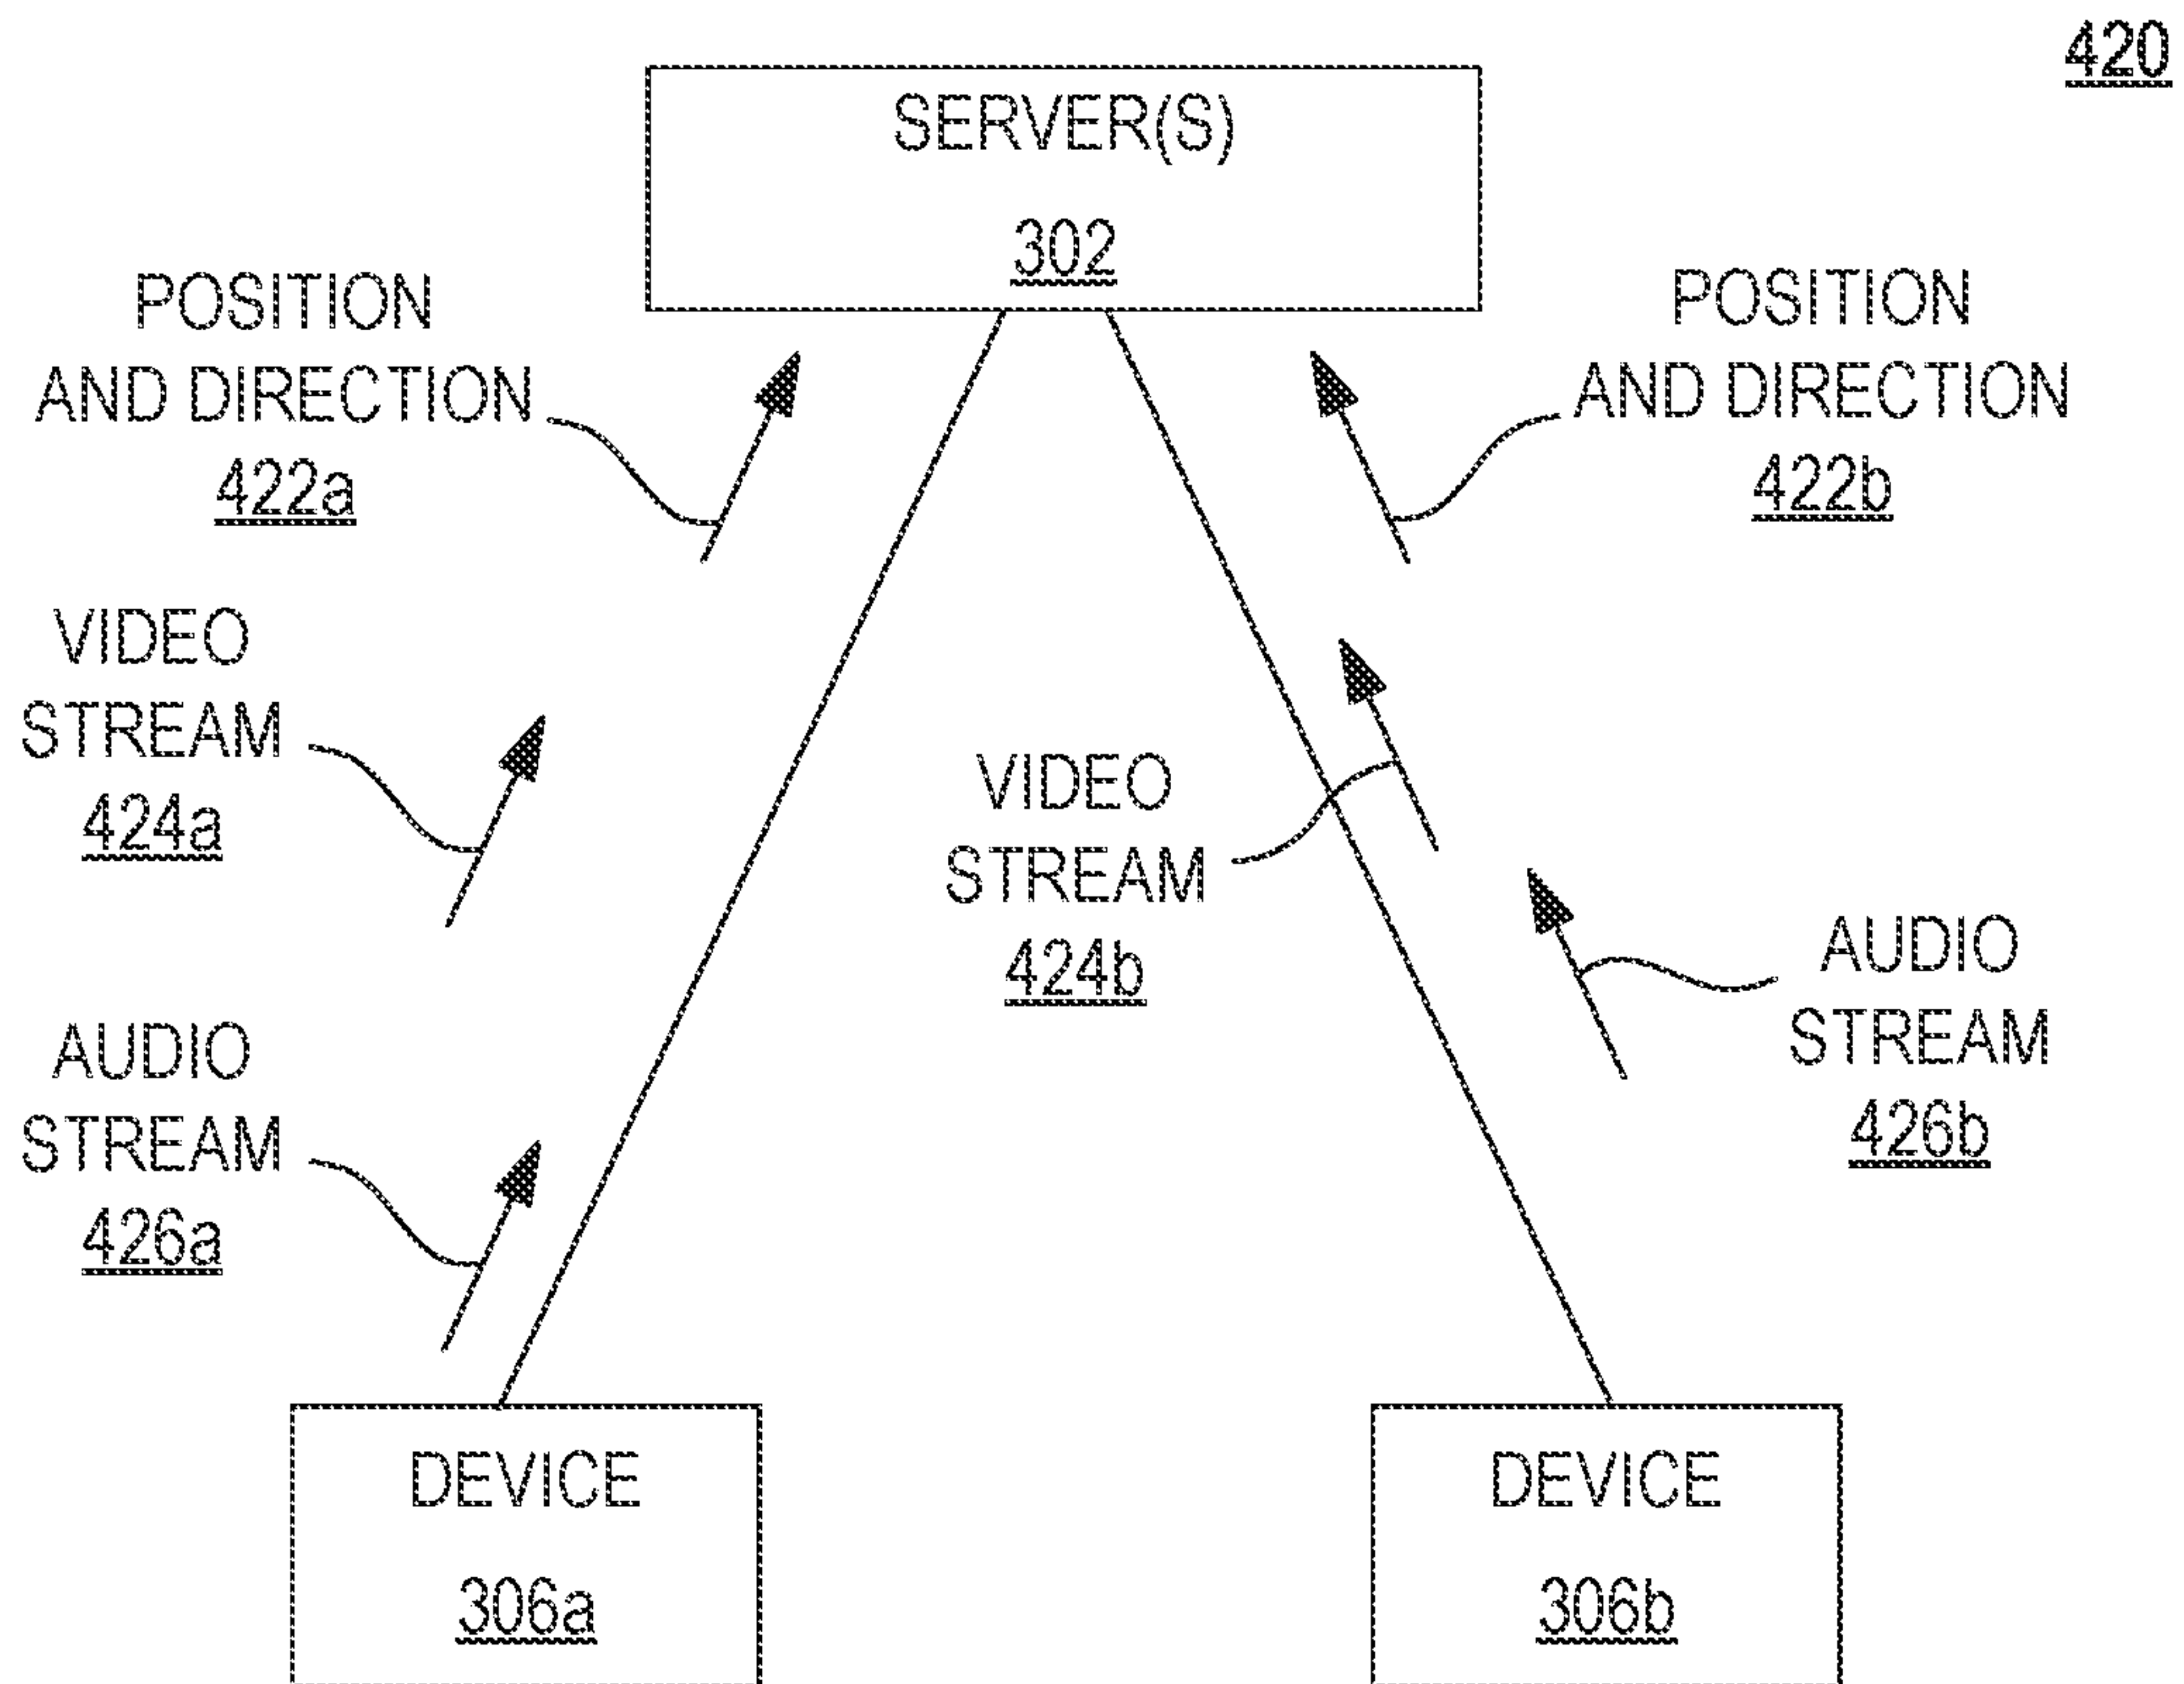 420
SERVER(S)
302
POSITION
AND DIRECTION
422a
POSITION
AND DIRECTION
422b
VIDEO
STREAM
424a
VIDEO
STREAM
424b
AUDIO
STREAM
426a
AUDIO
STREAM
426b
DEVICE
306a
DEVICE
306b